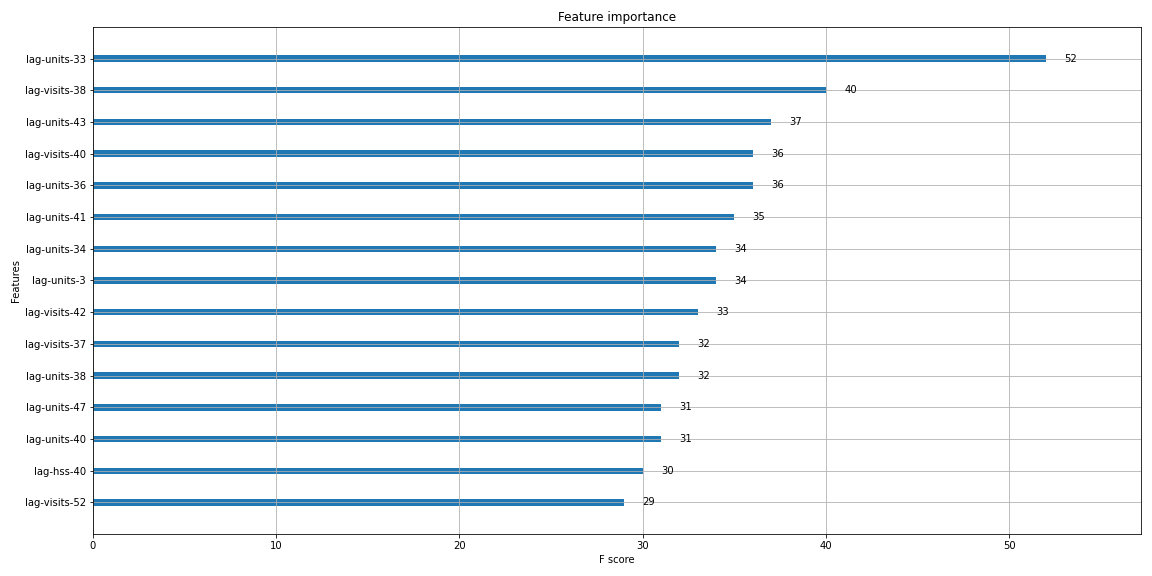 Feature importance
Features
lag-units-33 52
lag-visits-38 40
lag-units-43 37
lag-visits-40 36
lag-units-36 36
lag-units-41 35
lag-units-34 34
lag-units-3 34
lag-visits-42 33
lag-visits-37 32
lag-units-38 32
lag-units-47 31
lag-units-40 31
lag-hss-40 30
lag-visits-52 29
0 10 20 30 40 50
F score